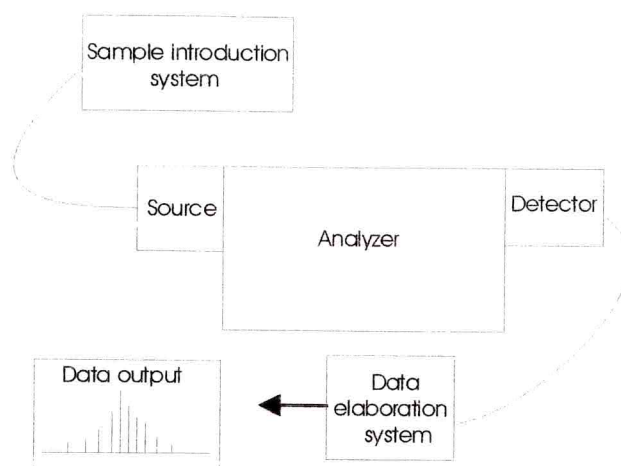 Sample introduction
system
Source
Analyzer
Detector
Data output
Data
elaboration
system